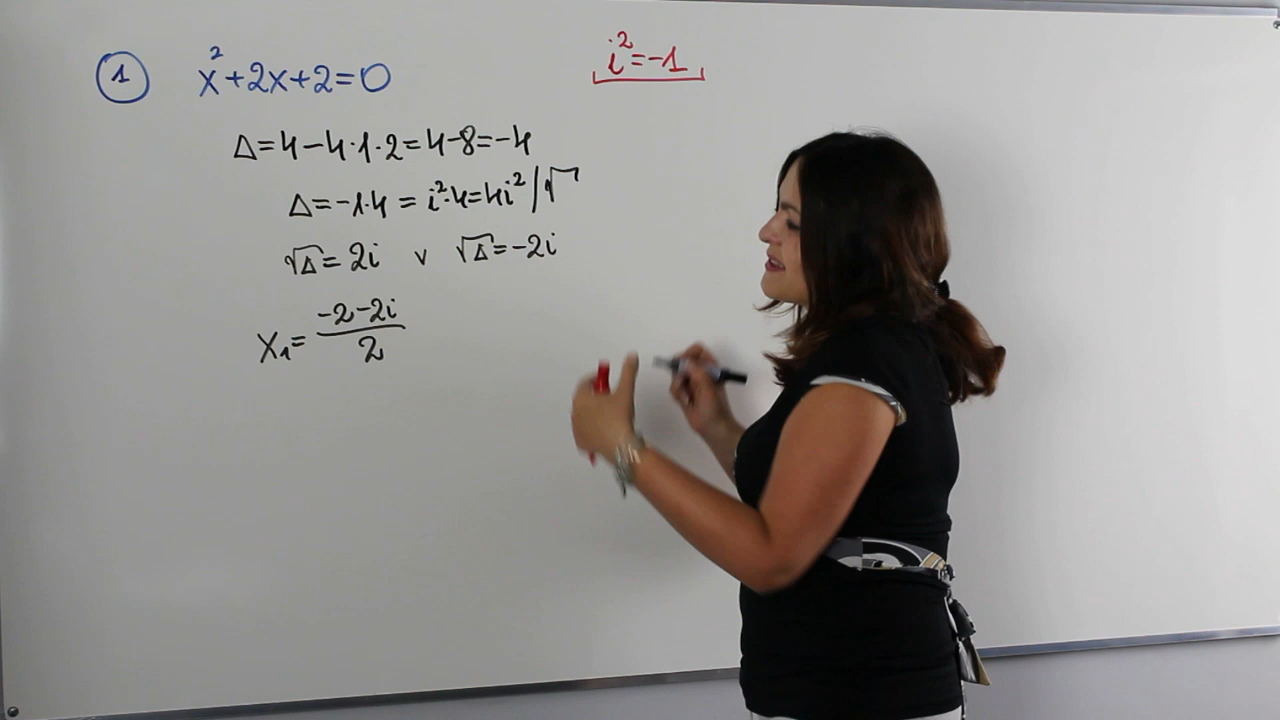 ① x²+2x+2=0
i²=-1
Δ=4-4·1·2=4-8=-4
Δ=-1·4=i²·4=4i² /√
√Δ=2i ∨ √Δ=-2i
x₁=(-2-2i)/2